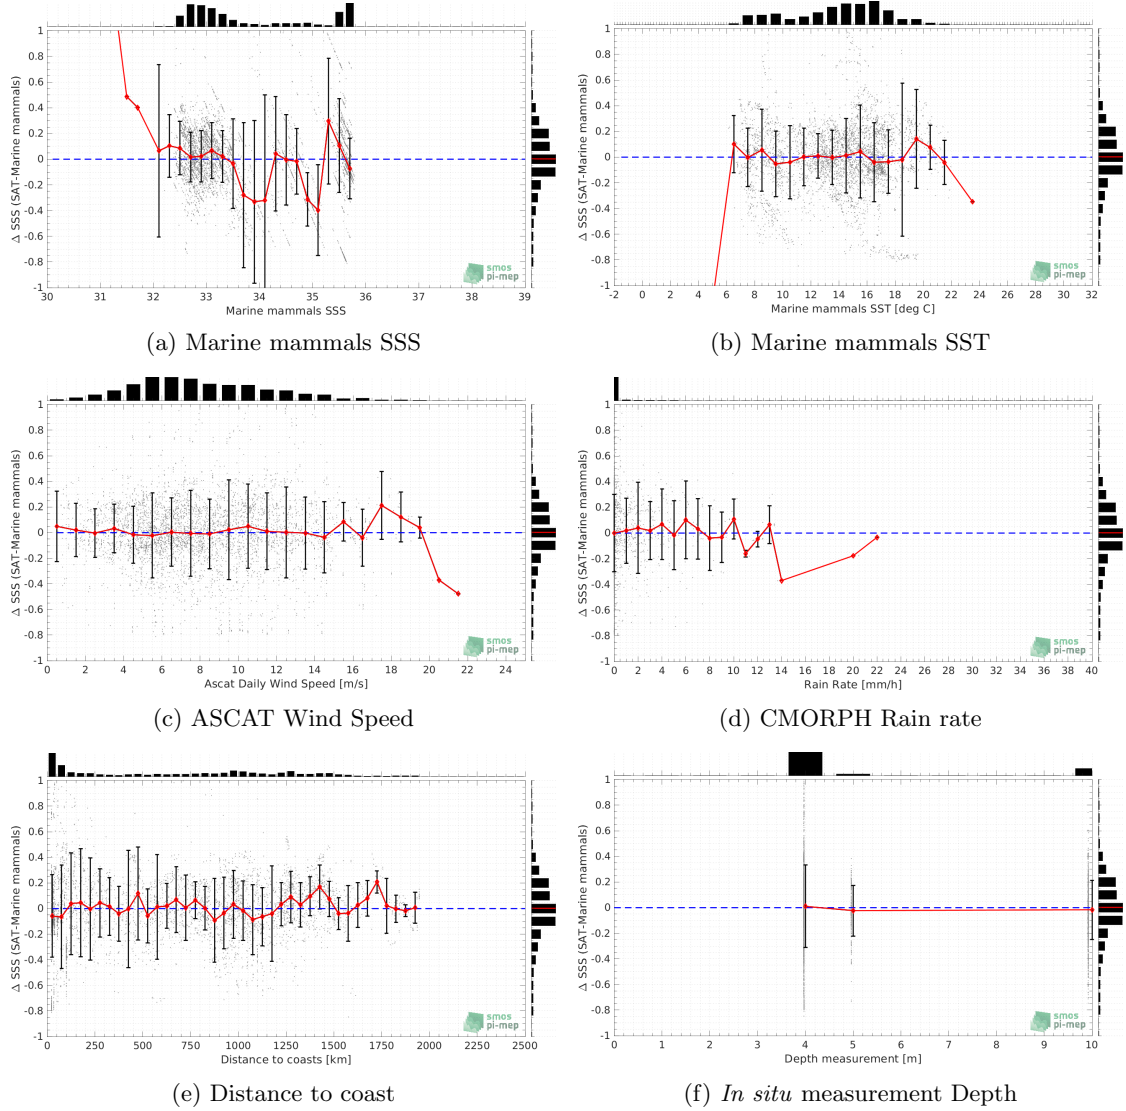 Δ SSS (SAT-Marine mammals)
1
0.8
0.6
0.4
0.2
0
-0.2
-0.4
-0.6
-0.8
-1
30 31 32 33 34 35 36 37 38 39
Marine mammals SSS
smos
pi-mep
(a) Marine mammals SSS
Δ SSS (SAT-Marine mammals)
1
0.8
0.6
0.4
0.2
0
-0.2
-0.4
-0.6
-0.8
-1
-2 0 2 4 6 8 10 12 14 16 18 20 22 24 26 28 30 32
Marine mammals SST [deg C]
smos
pi-mep
(b) Marine mammals SST
Δ SSS (SAT-Marine mammals)
1
0.8
0.6
0.4
0.2
0
-0.2
-0.4
-0.6
-0.8
-1
0 2 4 6 8 10 12 14 16 18 20 22 24
Ascat Daily Wind Speed [m/s]
smos
pi-mep
(c) ASCAT Wind Speed
Δ SSS (SAT-Marine mammals)
1
0.8
0.6
0.4
0.2
0
-0.2
-0.4
-0.6
-0.8
-1
0 2 4 6 8 10 12 14 16 18 20 22 24 26 28 30 32 34 36 38 40
Rain Rate [mm/h]
smos
pi-mep
(d) CMORPH Rain rate
Δ SSS (SAT-Marine mammals)
1
0.8
0.6
0.4
0.2
0
-0.2
-0.4
-0.6
-0.8
-1
0 250 500 750 1000 1250 1500 1750 2000 2250 2500
Distance to coasts [km]
smos
pi-mep
(e) Distance to coast
Δ SSS (SAT-Marine mammals)
1
0.8
0.6
0.4
0.2
0
-0.2
-0.4
-0.6
-0.8
-1
0 1 2 3 4 5 6 7 8 9 10
Depth measurement [m]
smos
pi-mep
(f) In situ measurement Depth